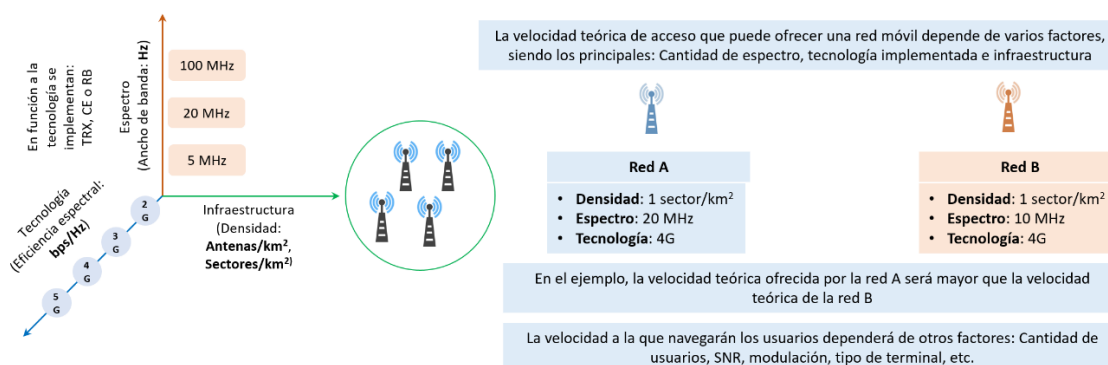 En función a la
tecnología se
implementan:
TRX, CE o RB
Espectro
(Ancho de banda: Hz)
100 MHz
20 MHz
5 MHz
Tecnología
(Eficiencia espectral:
bps/Hz)
2
G
3
G
4
G
5
G
Infraestructura
(Densidad:
Antenas/km²,
Sectores/km²)
La velocidad teórica de acceso que puede ofrecer una red móvil depende de varios factores,
siendo los principales: Cantidad de espectro, tecnología implementada e infraestructura
Red A
• Densidad: 1 sector/km²
• Espectro: 20 MHz
• Tecnología: 4G
Red B
• Densidad: 1 sector/km²
• Espectro: 10 MHz
• Tecnología: 4G
En el ejemplo, la velocidad teórica ofrecida por la red A será mayor que la velocidad
teórica de la red B
La velocidad a la que navegarán los usuarios dependerá de otros factores: Cantidad de
usuarios, SNR, modulación, tipo de terminal, etc.